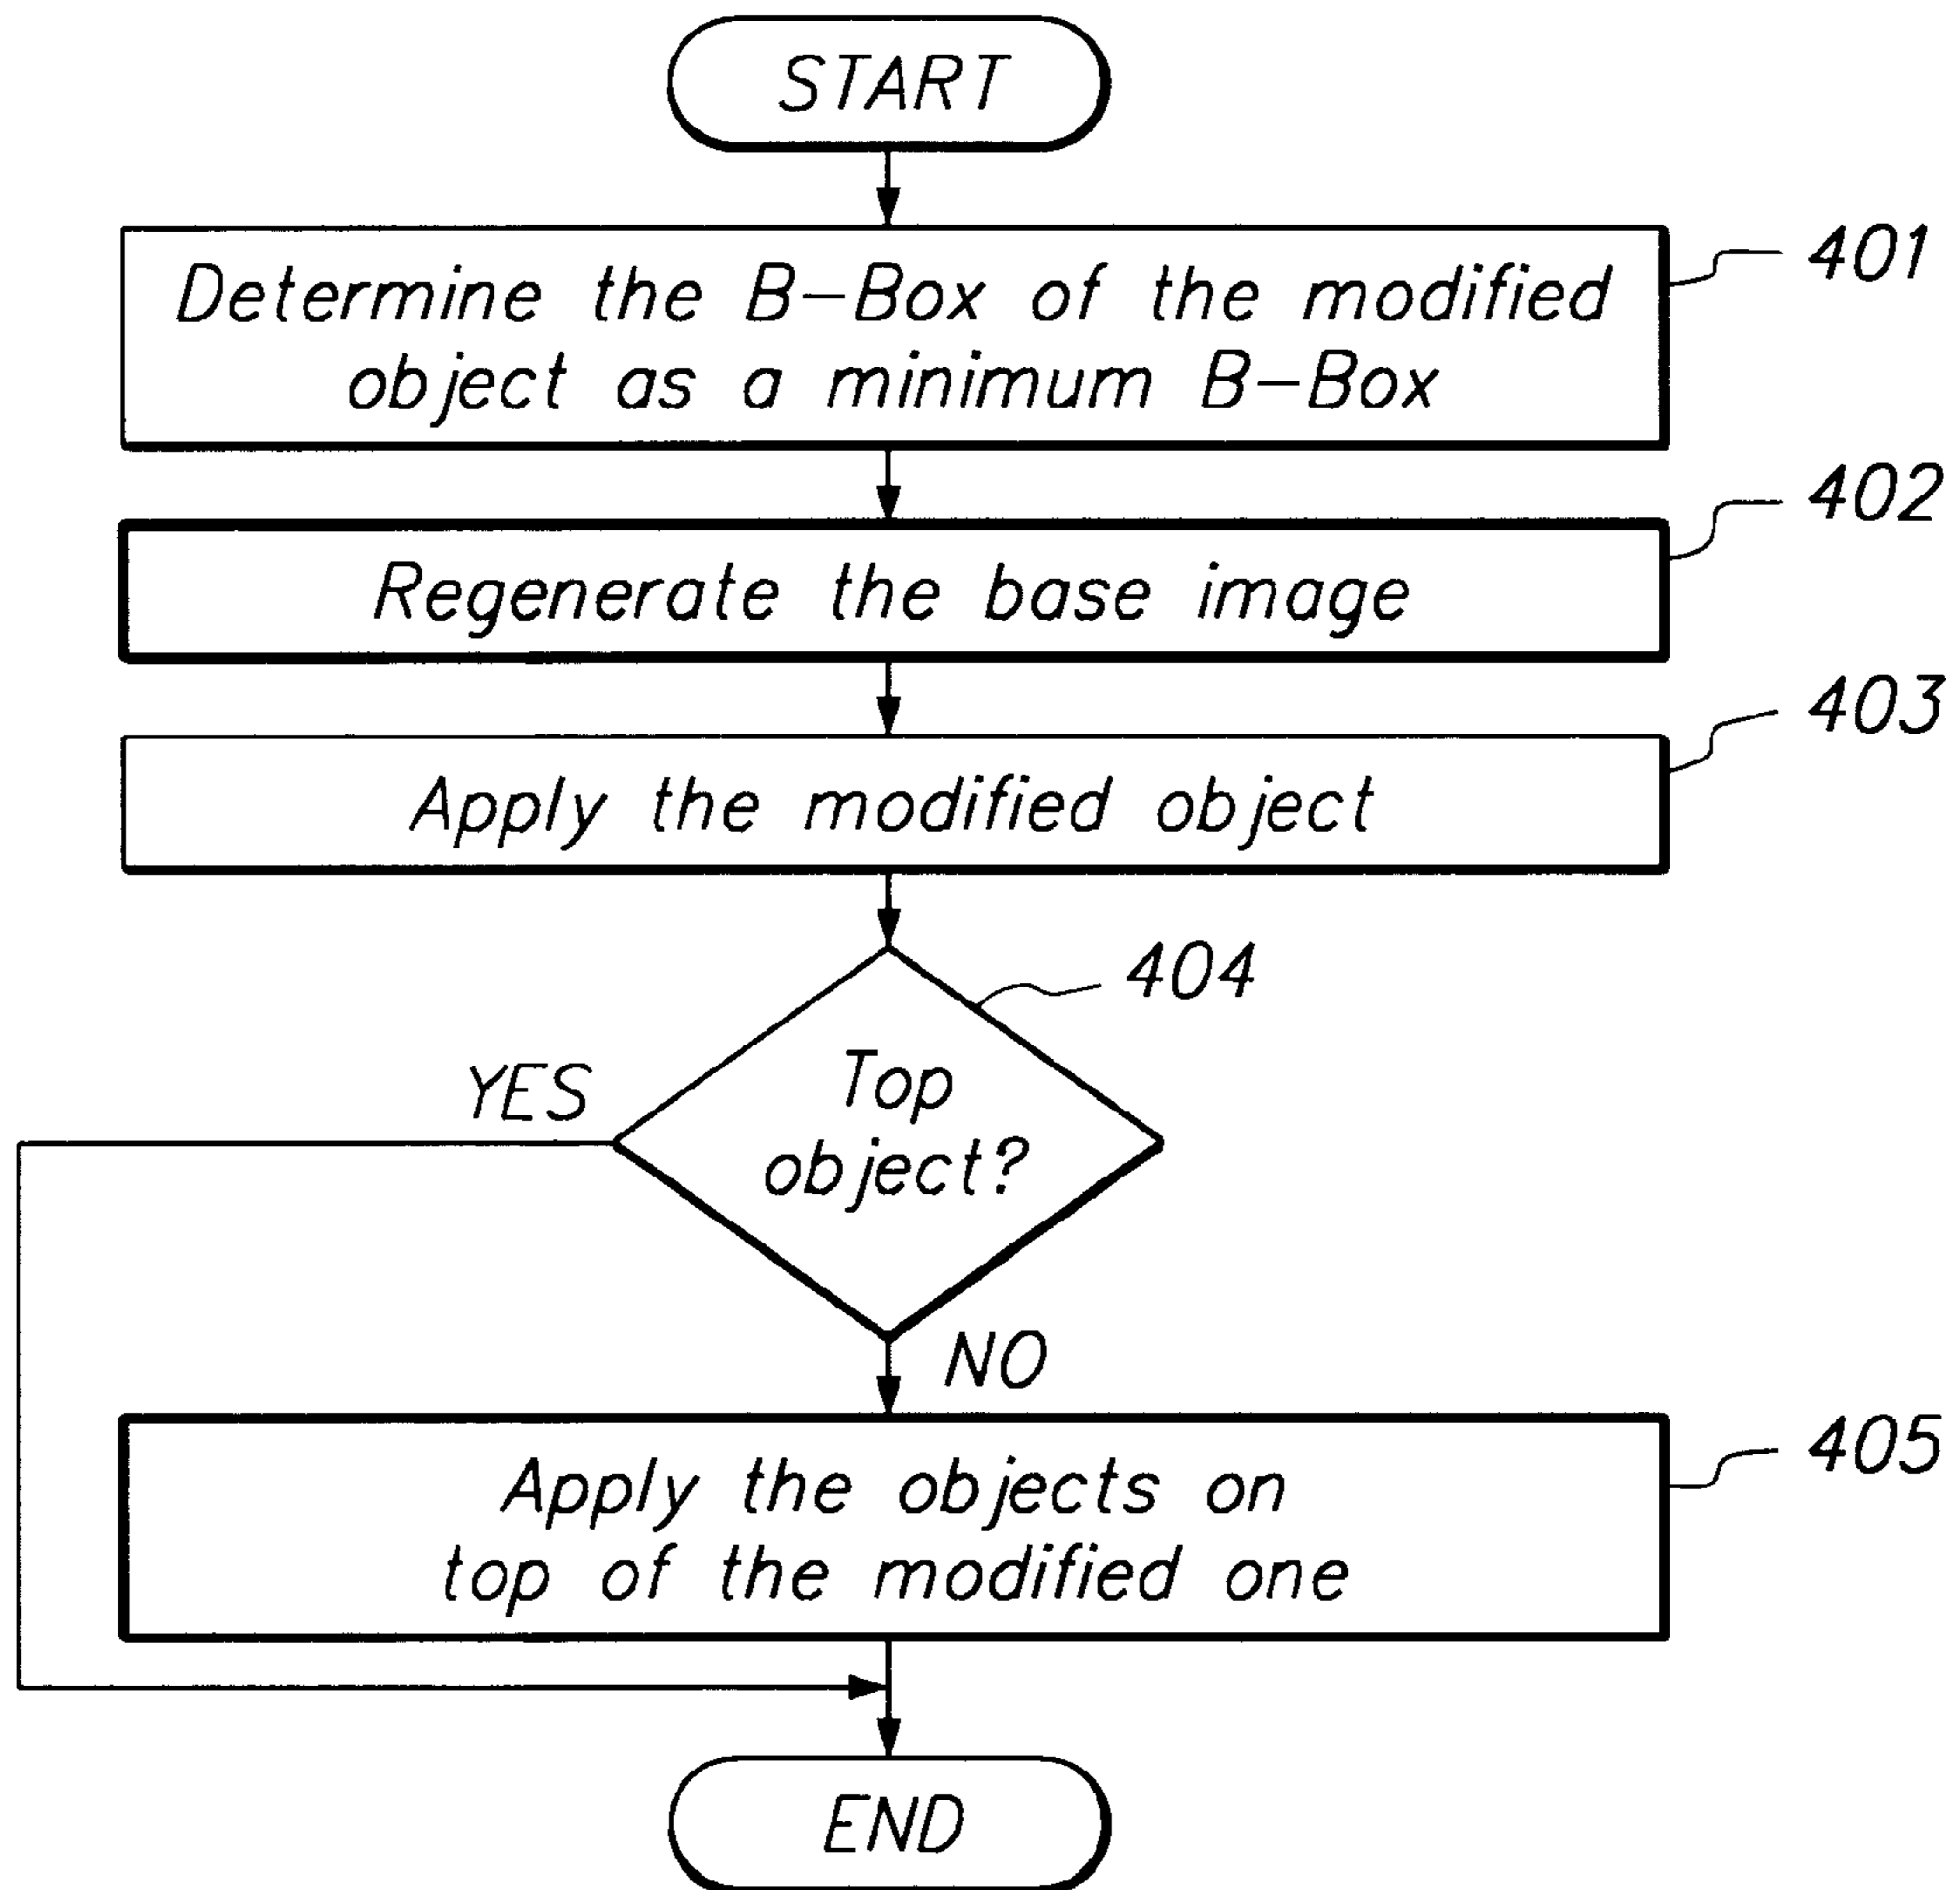 START
Determine the B-Box of the modified
object as a minimum B-Box
401
Regenerate the base image
402
Apply the modified object
403
404
Top
object?
YES
NO
Apply the objects on
top of the modified one
405
END